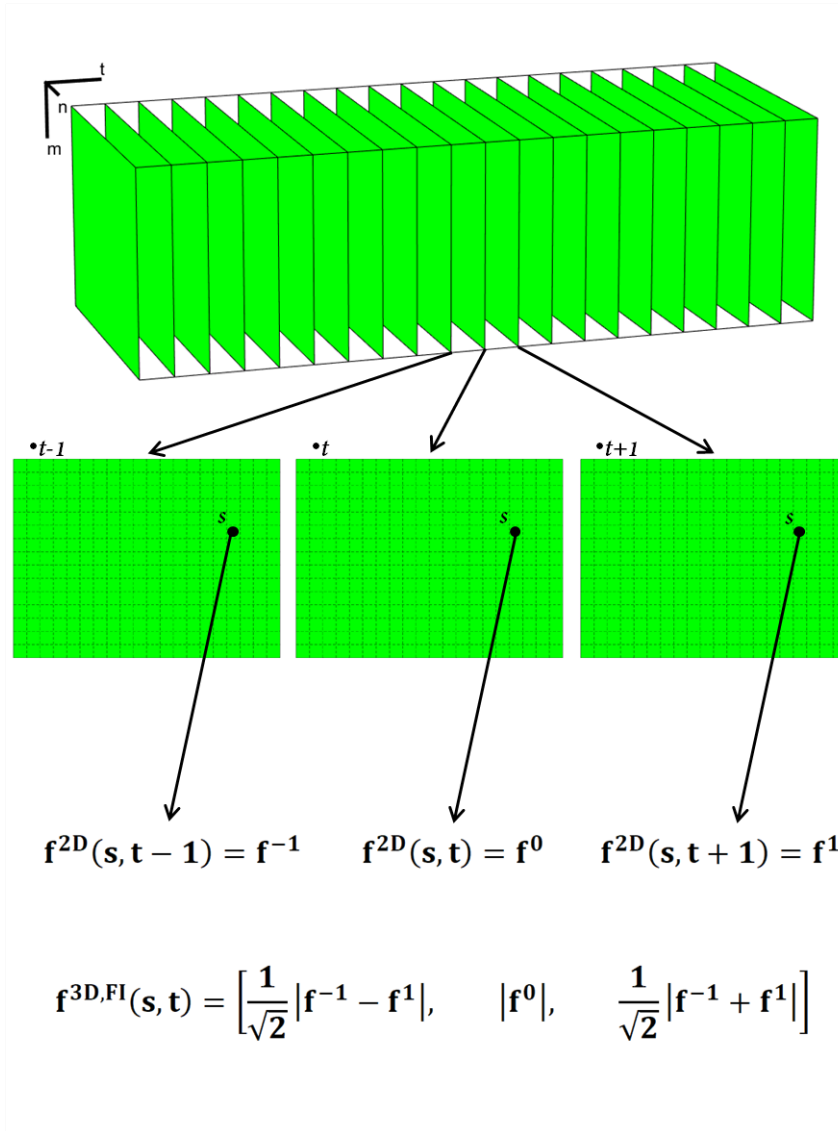 t
n
m
•t-1 •t •t+1
s s s
f²ᴰ(s, t − 1) = f⁻¹ f²ᴰ(s, t) = f⁰ f²ᴰ(s, t + 1) = f¹
f³ᴰ,ᶠᴵ(s, t) = [1/√2 |f⁻¹ − f¹|, |f⁰|, 1/√2 |f⁻¹ + f¹|]